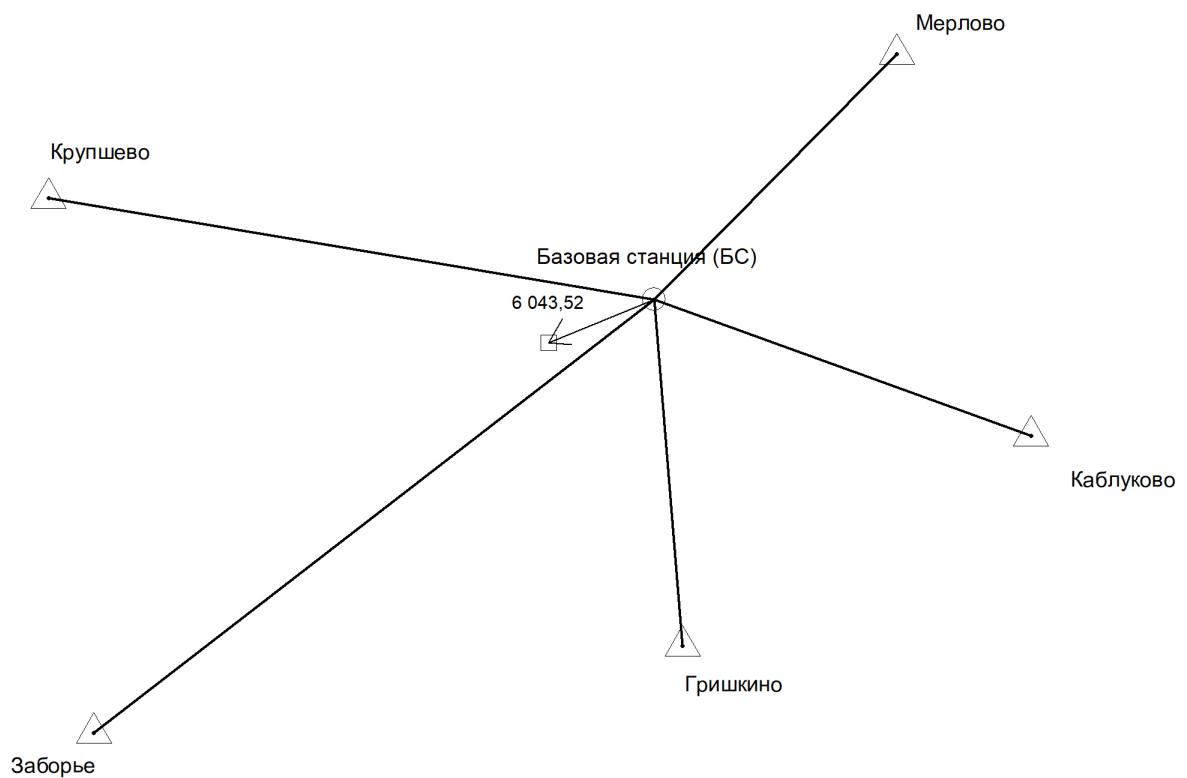 Мерлово
Крупшево
Базовая станция (БС)
6 043,52
Каблуково
Гришкино
Заборье